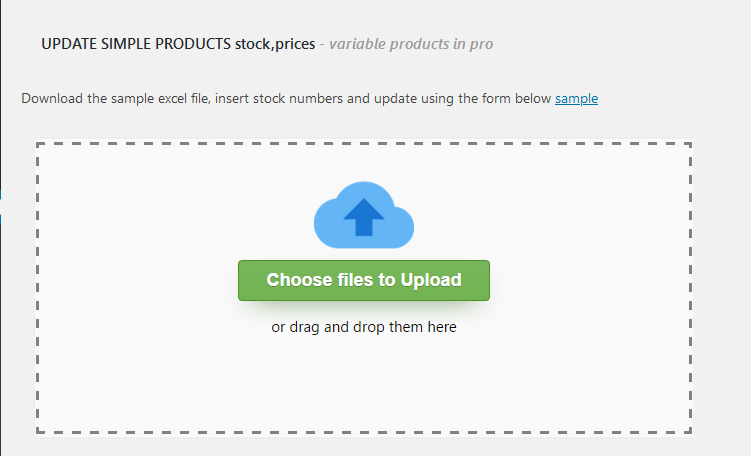 UPDATE SIMPLE PRODUCTS stock,prices - variable products in pro
Download the sample excel file, insert stock numbers and update using the form below sample
Choose files to Upload
or drag and drop them here